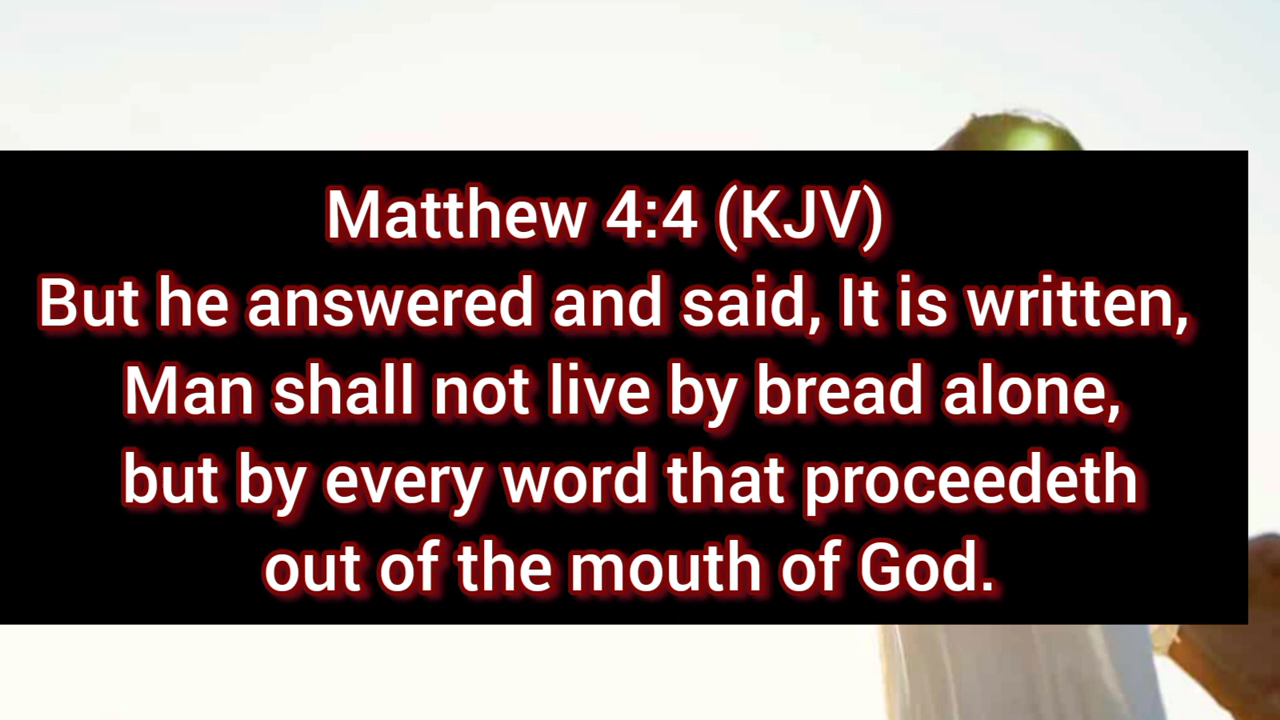 Matthew 4:4 (KJV)
But he answered and said, It is written,
Man shall not live by bread alone,
but by every word that proceedeth
out of the mouth of God.